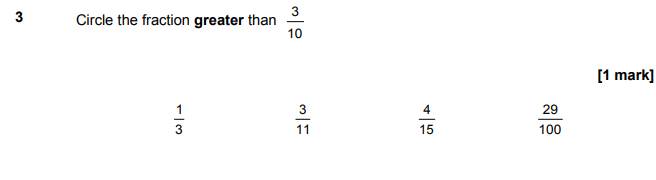 3 Circle the fraction greater than 3/10
[1 mark]
1/3 3/11 4/15 29/100